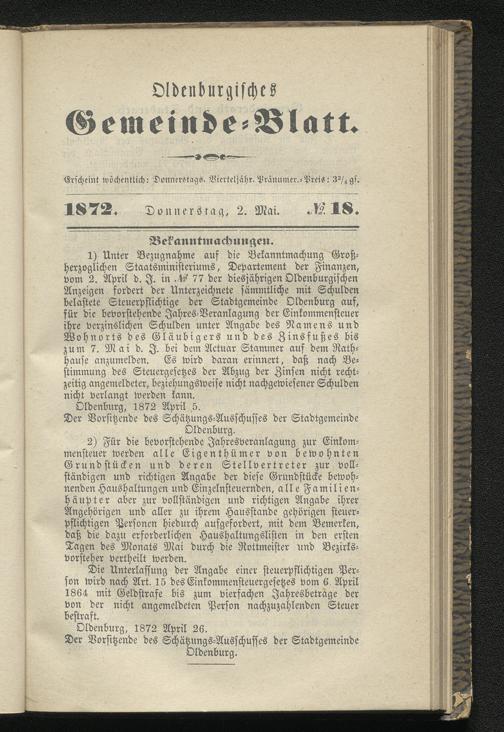 Oldenburgisches
Gemeinde=Blatt.
Erscheint wöchentlich: Donnerstags. Vierteljähr. Pränumer.=Preis: 3¾ gs.
1872. Donnerstag, 2. Mai. № 18.
Bekanntmachungen.
1) Unter Bezugnahme auf die Bekanntmachung Groß=
herzoglichen Staatsministeriums, Departement der Finanzen,
vom 2. April d. J. in № 77 der diesjährigen Oldenburgischen
Anzeigen fordert der Unterzeichnete sämmtliche mit Schulden
belastete Steuerpflichtige der Stadtgemeinde Oldenburg auf,
für die bevorstehende Jahres=Veranlagung der Einkommensteuer
ihre verzinslichen Schulden unter Angabe des Namens und
Wohnorts des Gläubigers und des Zinsfußes bis
zum 7. Mai d. J. bei dem Actuar Stammer auf dem Rath=
hause anzumelden. Es wird daran erinnert, daß nach Be=
stimmung des Steuergesetzes der Abzug der Zinsen nicht recht=
zeitig angemeldeter, beziehungsweise nicht nachgewiesener Schulden
nicht verlangt werden kann.
Oldenburg, 1872 April 5.
Der Vorsitzende des Schätzungs=Ausschusses der Stadtgemeinde
Oldenburg.
2) Für die bevorstehende Jahresveranlagung zur Einkom=
mensteuer werden alle Eigenthümer von bewohnten
Grundstücken und deren Stellvertreter zur voll=
ständigen und richtigen Angabe der diese Grundstücke bewoh=
nenden Haushaltungen und Einzelnsteuernden, alle Familien=
häupter aber zur vollständigen und richtigen Angabe ihrer
Angehörigen und aller zu ihrem Hausstande gehörigen steuer=
pflichtigen Personen hiedurch aufgefordert, mit dem Bemerken,
daß die dazu erforderlichen Haushaltungslisten in den ersten
Tagen des Monats Mai durch die Rottmeister und Bezirks=
vorsteher vertheilt werden.
Die Unterlassung der Angabe einer steuerpflichtigen Per=
son wird nach Art. 15 des Einkommensteuergesetzes vom 6. April
1864 mit Geldstrafe bis zum vierfachen Jahresbetrage der
von der nicht angemeldeten Person nachzuzahlenden Steuer
bestraft.
Oldenburg, 1872 April 26.
Der Vorsitzende des Schätzungs=Ausschusses der Stadtgemeinde
Oldenburg.